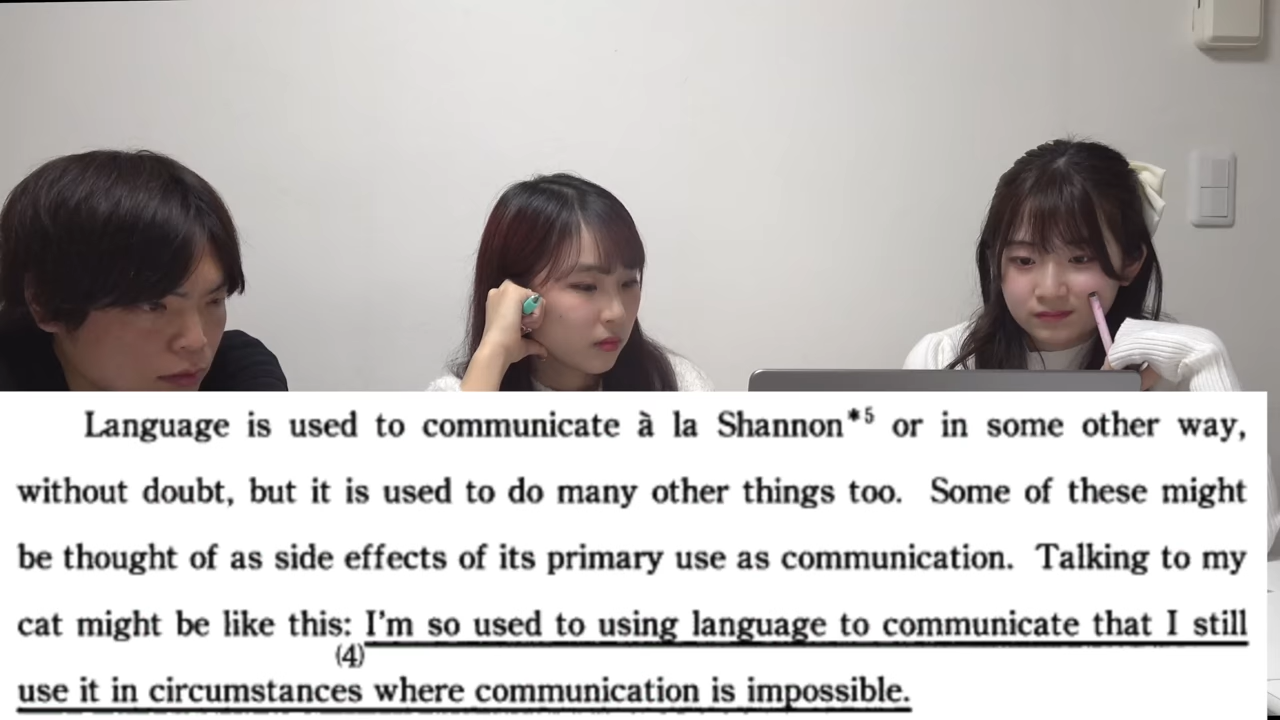 Language is used to communicate à la Shannon*5 or in some other way,
without doubt, but it is used to do many other things too. Some of these might
be thought of as side effects of its primary use as communication. Talking to my
cat might be like this: I'm so used to using language to communicate that I still
(4)
use it in circumstances where communication is impossible.